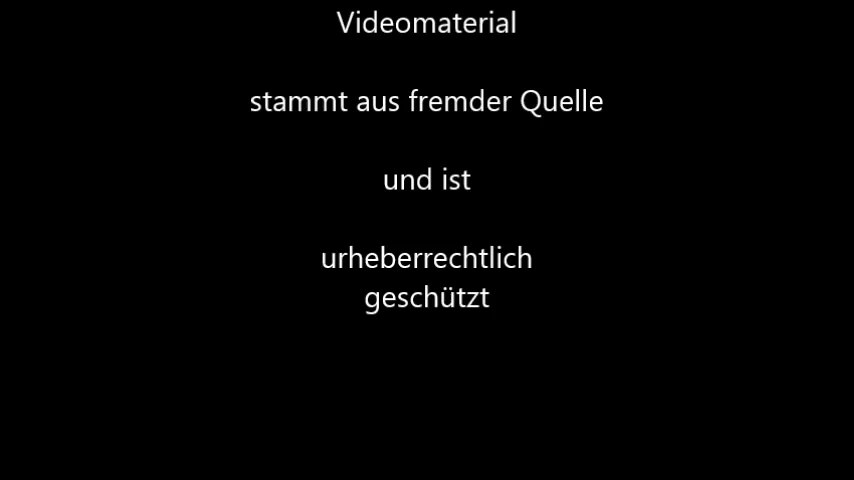 Videomaterial
stammt aus fremder Quelle
und ist
urheberrechtlich
geschützt